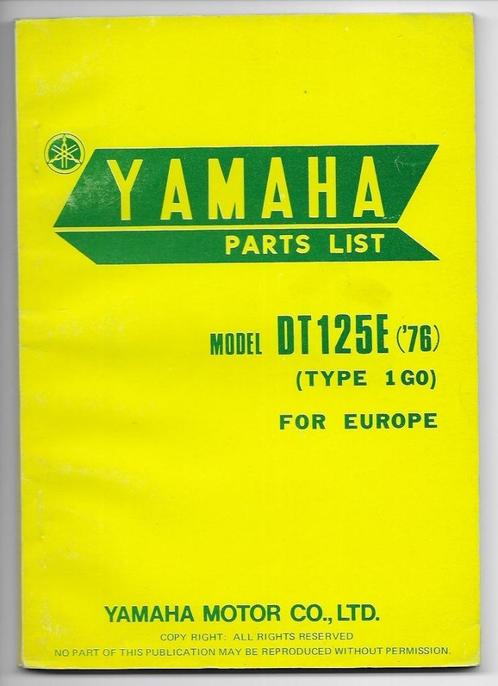 YAMAHA
PARTS LIST
MODEL DT125E ('76)
(TYPE 1G0)
FOR EUROPE
YAMAHA MOTOR CO., LTD.
COPY RIGHT: ALL RIGHTS RESERVED
NO PART OF THIS PUBLICATION MAY BE REPRODUCED WITHOUT PERMISSION.